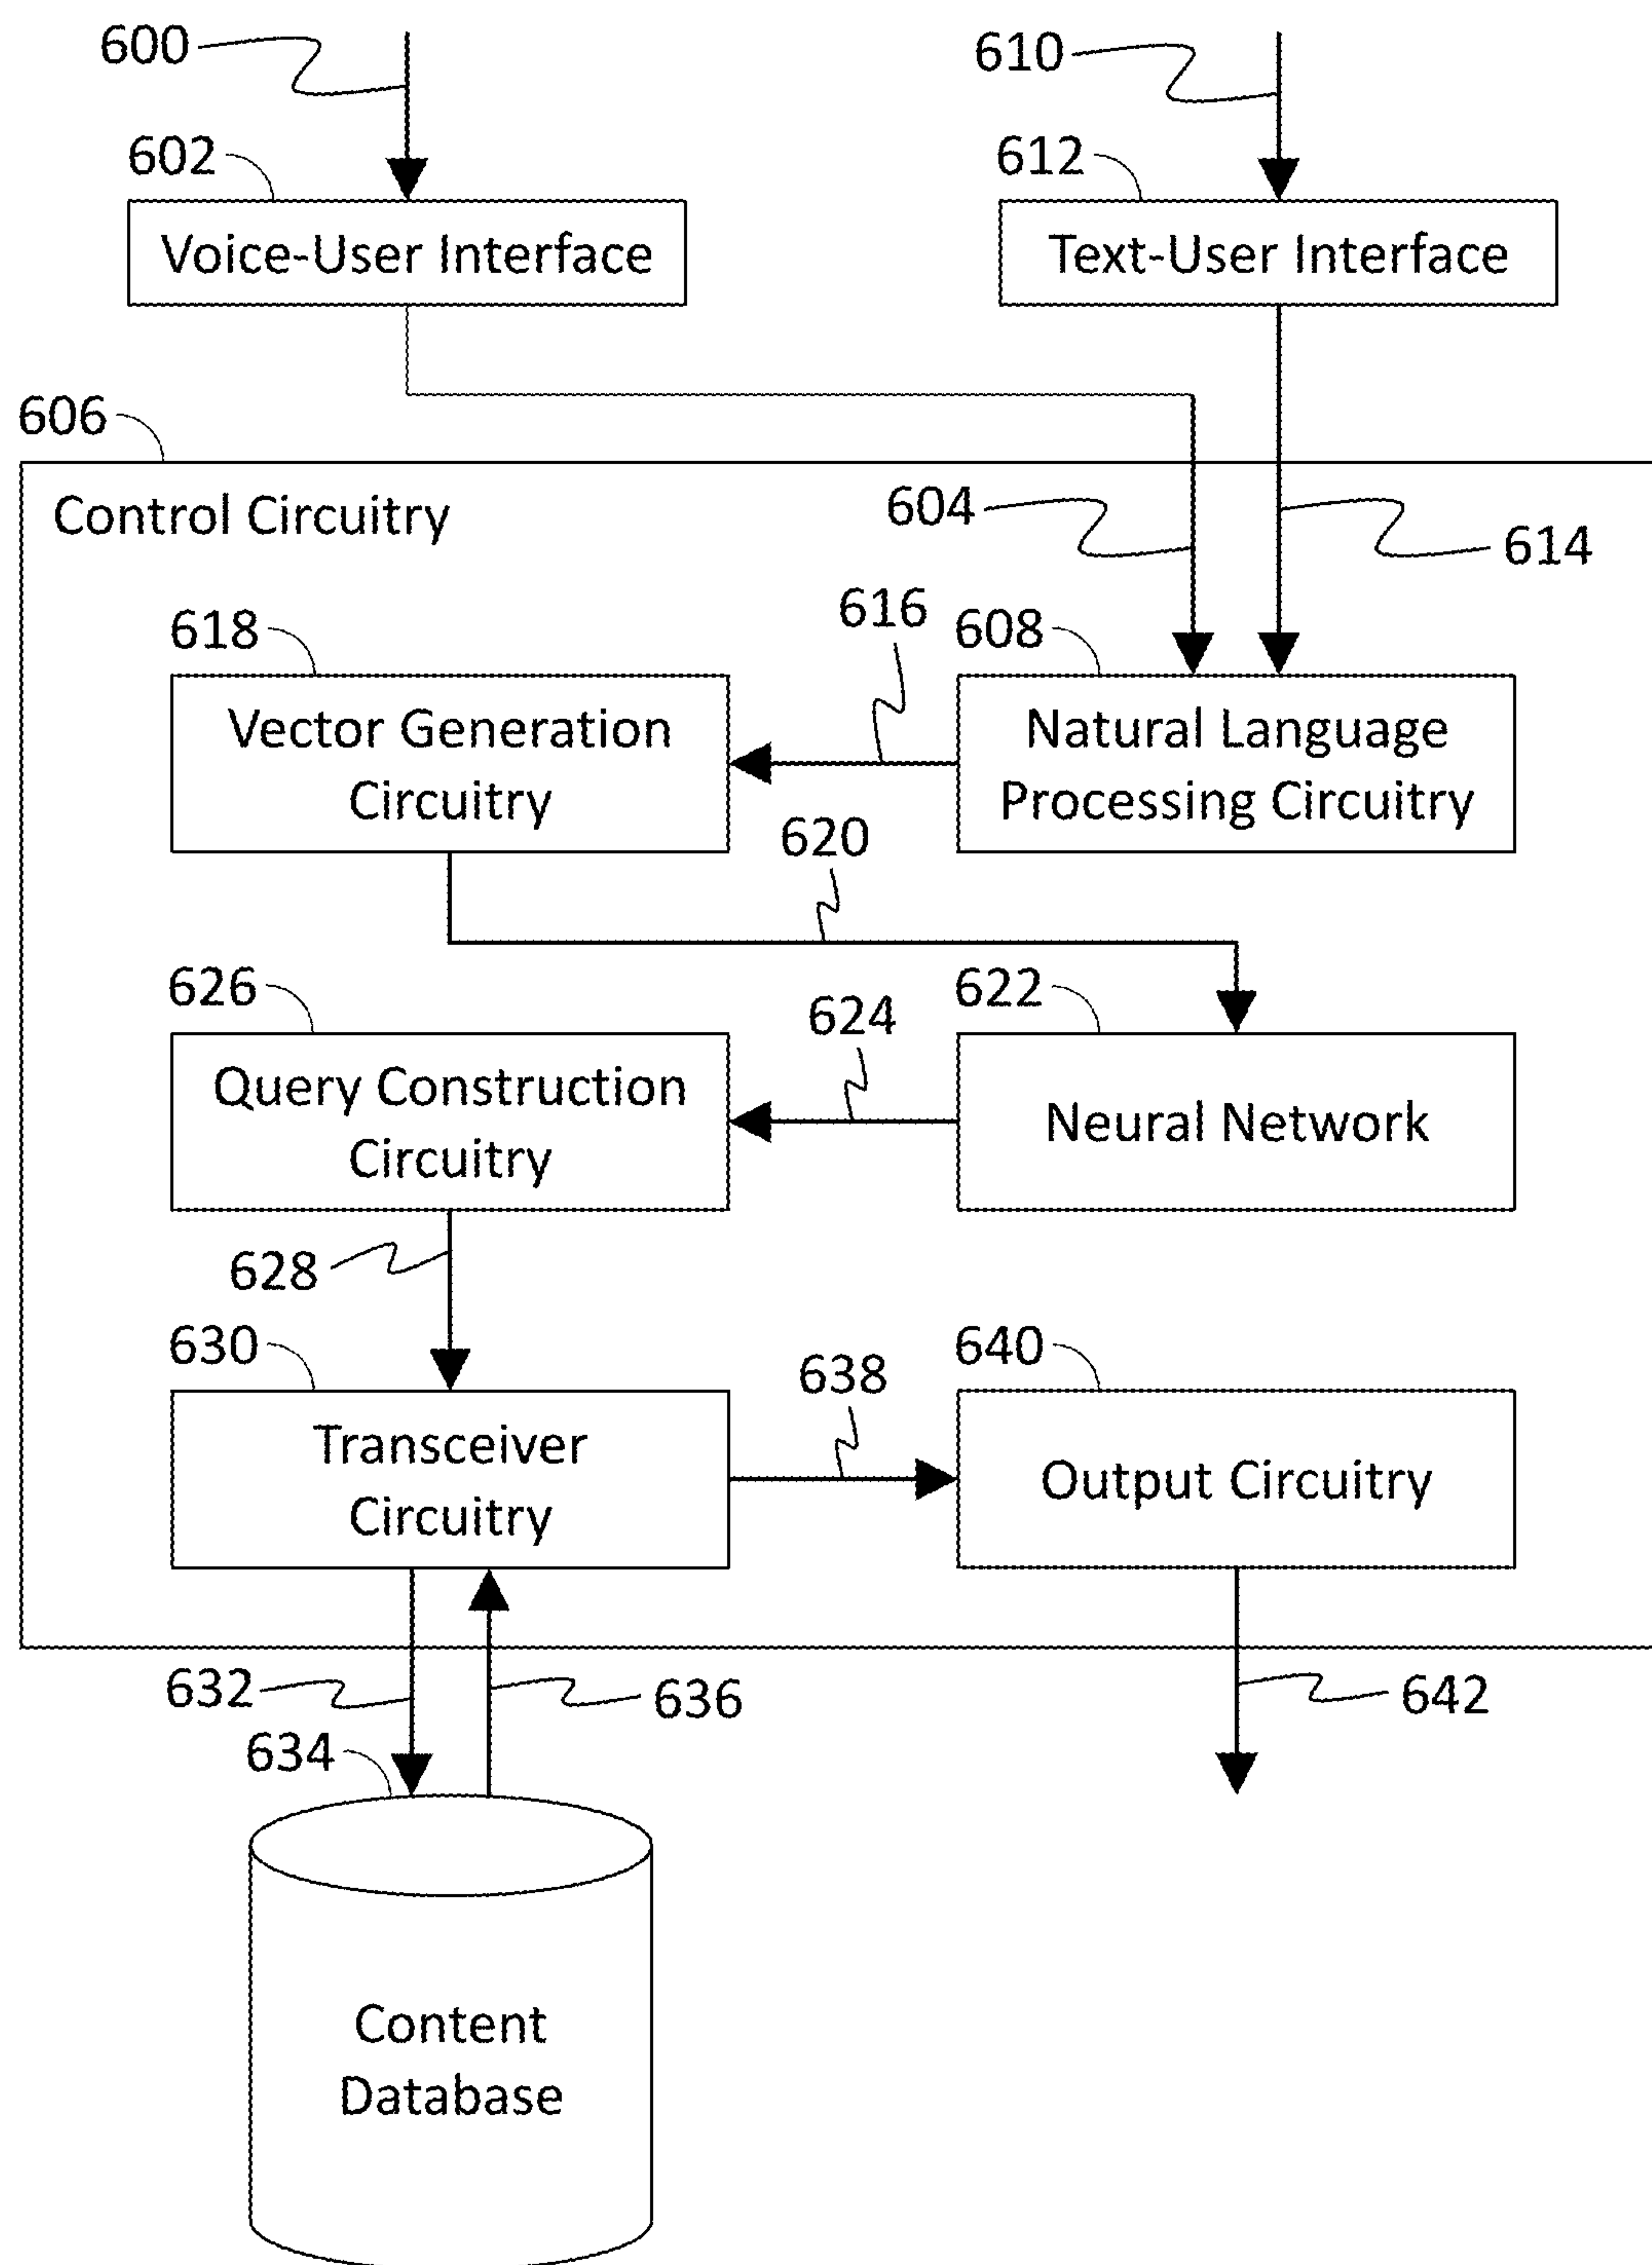 600
610
602
612
Voice-User Interface
Text-User Interface
606
Control Circuitry
604
614
616
618
608
Vector Generation
Circuitry
Natural Language
Processing Circuitry
620
626
624
622
Query Construction
Circuitry
Neural Network
628
630
638
640
Transceiver
Circuitry
Output Circuitry
632
636
642
634
Content
Database